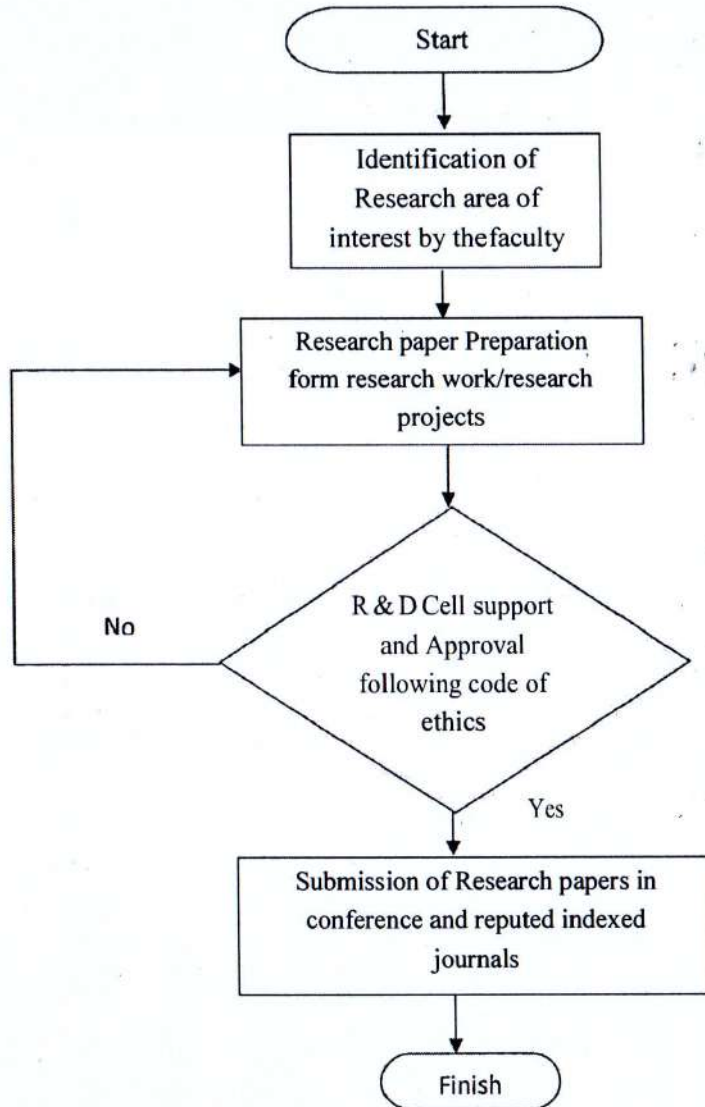 Start
Identification of
Research area of
interest by thefaculty
Research paper Preparation
form research work/research
projects
R & D Cell support
and Approval
following code of
ethics
No
Yes
Submission of Research papers in
conference and reputed indexed
journals
Finish